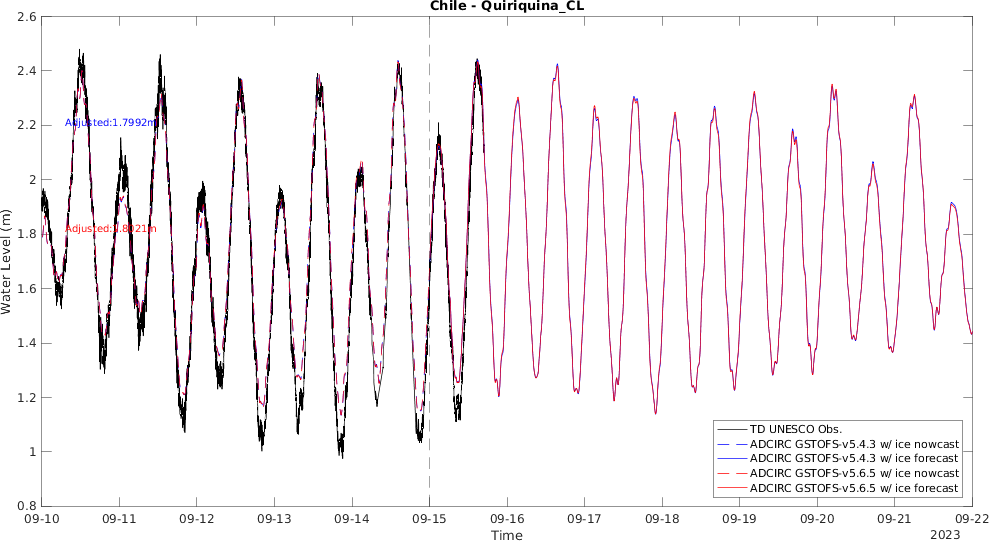 Chile - Quiriquina_CL
2.6
2.4
2.2
2
1.8
1.6
1.4
1.2
1
0.8
Water Level (m)
Adjusted:1.7992m
Adjusted:1.8021m
TD UNESCO Obs.
ADCIRC GSTOFS-v5.4.3 w/ ice nowcast
ADCIRC GSTOFS-v5.4.3 w/ ice forecast
ADCIRC GSTOFS-v5.6.5 w/ ice nowcast
ADCIRC GSTOFS-v5.6.5 w/ ice forecast
09-10 09-11 09-12 09-13 09-14 09-15 09-16 09-17 09-18 09-19 09-20 09-21 09-22
Time
2023